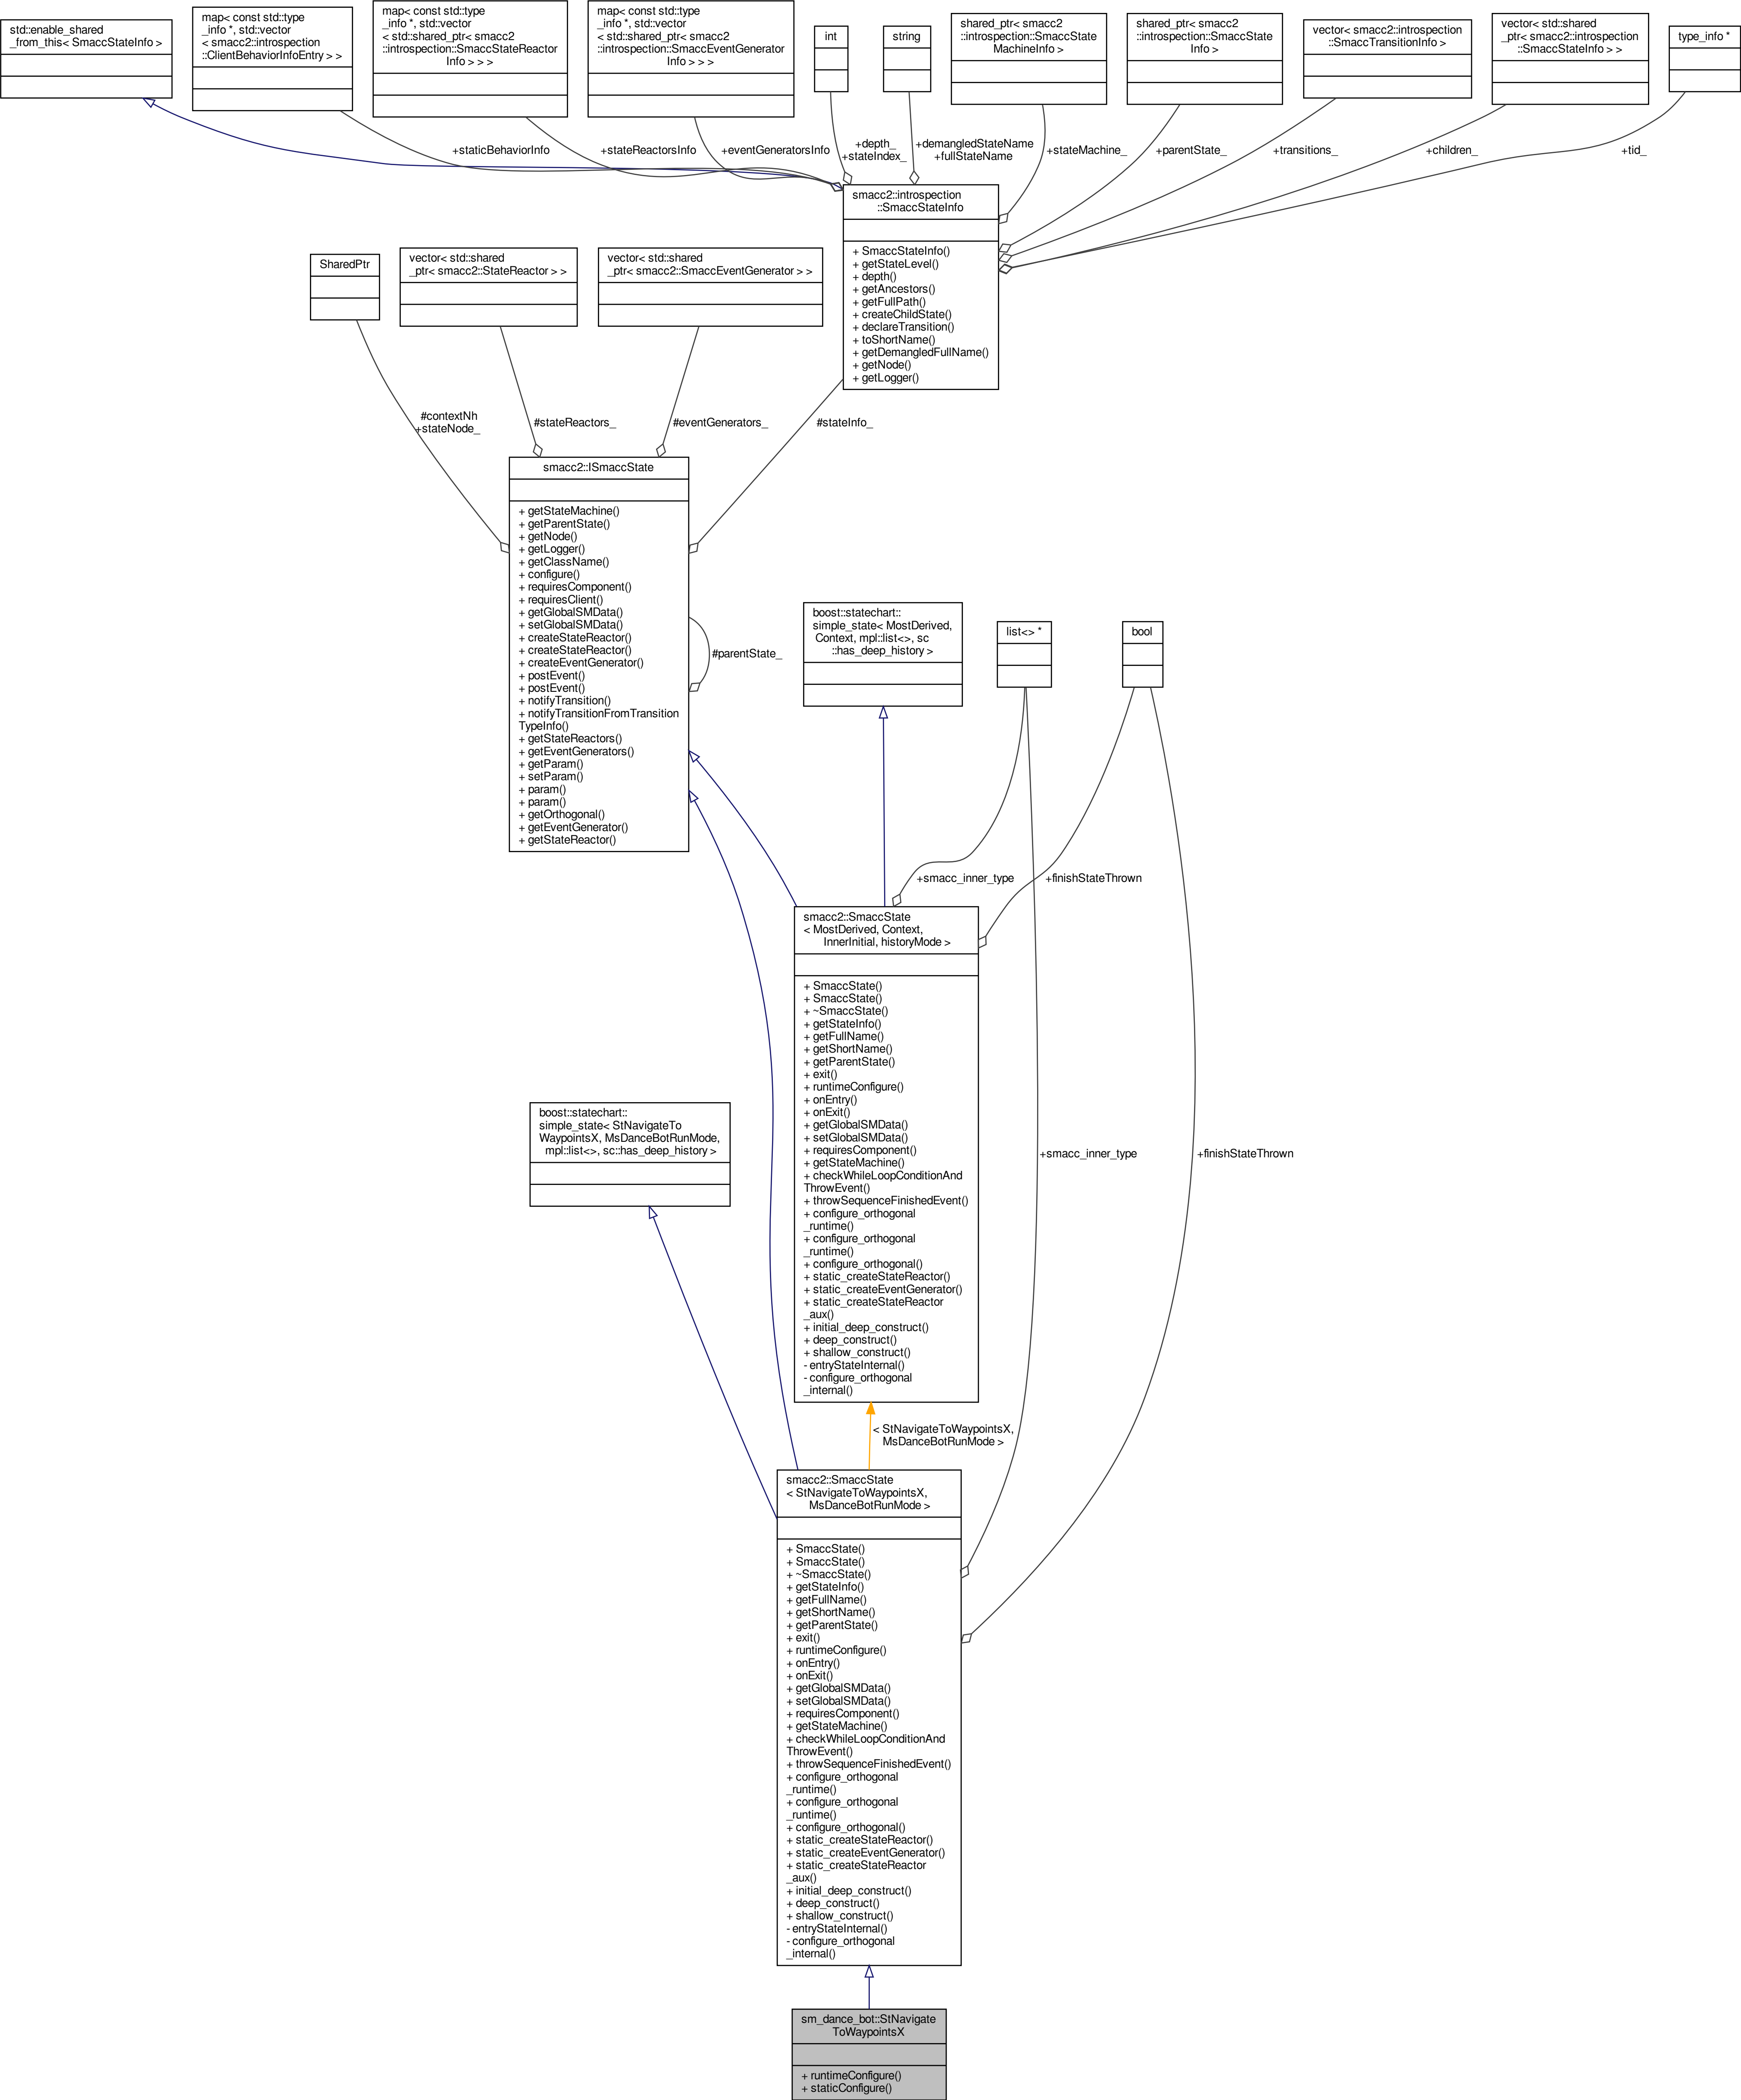 std::enable_shared
_from_this< SmaccStateInfo >
map< const std::type
_info *, std::vector
< smacc2::introspection
::ClientBehaviorInfoEntry > >
map< const std::type
_info *, std::vector
< std::shared_ptr< smacc2
::introspection::SmaccStateReactor
Info > > >
map< const std::type
_info *, std::vector
< std::shared_ptr< smacc2
::introspection::SmaccEventGenerator
Info > > >
int
string
shared_ptr< smacc2
::introspection::SmaccState
MachineInfo >
shared_ptr< smacc2
::introspection::SmaccState
Info >
vector< smacc2::introspection
::SmaccTransitionInfo >
vector< std::shared
_ptr< smacc2::introspection
::SmaccStateInfo > >
type_info *
+staticBehaviorInfo
+stateReactorsInfo
+eventGeneratorsInfo
+depth_
+stateIndex_
+demangledStateName
+fullStateName
+stateMachine_
+parentState_
+transitions_
+children_
+tid_
smacc2::introspection
::SmaccStateInfo
+ SmaccStateInfo()
+ getStateLevel()
+ depth()
+ getAncestors()
+ getFullPath()
+ createChildState()
+ declareTransition()
+ toShortName()
+ getDemangledFullName()
+ getNode()
+ getLogger()
SharedPtr
vector< std::shared
_ptr< smacc2::StateReactor > >
vector< std::shared
_ptr< smacc2::SmaccEventGenerator > >
#contextNh
+stateNode_
#stateReactors_
#eventGenerators_
#stateInfo_
smacc2::ISmaccState
+ getStateMachine()
+ getParentState()
+ getNode()
+ getLogger()
+ getClassName()
+ configure()
+ requiresComponent()
+ requiresClient()
+ getGlobalSMData()
+ setGlobalSMData()
+ createStateReactor()
+ createStateReactor()
+ createEventGenerator()
+ postEvent()
+ postEvent()
+ notifyTransition()
+ notifyTransitionFromTransition
TypeInfo()
+ getStateReactors()
+ getEventGenerators()
+ getParam()
+ setParam()
+ param()
+ param()
+ getOrthogonal()
+ getEventGenerator()
+ getStateReactor()
#parentState_
boost::statechart::
simple_state< MostDerived,
Context, mpl::list<>, sc
::has_deep_history >
list<> *
bool
+smacc_inner_type
+finishStateThrown
smacc2::SmaccState
< MostDerived, Context,
InnerInitial, historyMode >
+ SmaccState()
+ SmaccState()
+ ~SmaccState()
+ getStateInfo()
+ getFullName()
+ getShortName()
+ getParentState()
+ exit()
+ runtimeConfigure()
+ onEntry()
+ onExit()
+ getGlobalSMData()
+ setGlobalSMData()
+ requiresComponent()
+ getStateMachine()
+ checkWhileLoopConditionAnd
ThrowEvent()
+ throwSequenceFinishedEvent()
+ configure_orthogonal
_runtime()
+ configure_orthogonal
_runtime()
+ configure_orthogonal()
+ static_createStateReactor()
+ static_createEventGenerator()
+ static_createStateReactor
_aux()
+ initial_deep_construct()
+ deep_construct()
+ shallow_construct()
- entryStateInternal()
- configure_orthogonal
_internal()
boost::statechart::
simple_state< StNavigateTo
WaypointsX, MsDanceBotRunMode,
mpl::list<>, sc::has_deep_history >
+smacc_inner_type
+finishStateThrown
< StNavigateToWaypointsX,
MsDanceBotRunMode >
smacc2::SmaccState
< StNavigateToWaypointsX,
MsDanceBotRunMode >
+ SmaccState()
+ SmaccState()
+ ~SmaccState()
+ getStateInfo()
+ getFullName()
+ getShortName()
+ getParentState()
+ exit()
+ runtimeConfigure()
+ onEntry()
+ onExit()
+ getGlobalSMData()
+ setGlobalSMData()
+ requiresComponent()
+ getStateMachine()
+ checkWhileLoopConditionAnd
ThrowEvent()
+ throwSequenceFinishedEvent()
+ configure_orthogonal
_runtime()
+ configure_orthogonal
_runtime()
+ configure_orthogonal()
+ static_createStateReactor()
+ static_createEventGenerator()
+ static_createStateReactor
_aux()
+ initial_deep_construct()
+ deep_construct()
+ shallow_construct()
- entryStateInternal()
- configure_orthogonal
_internal()
sm_dance_bot::StNavigate
ToWaypointsX
+ runtimeConfigure()
+ staticConfigure()